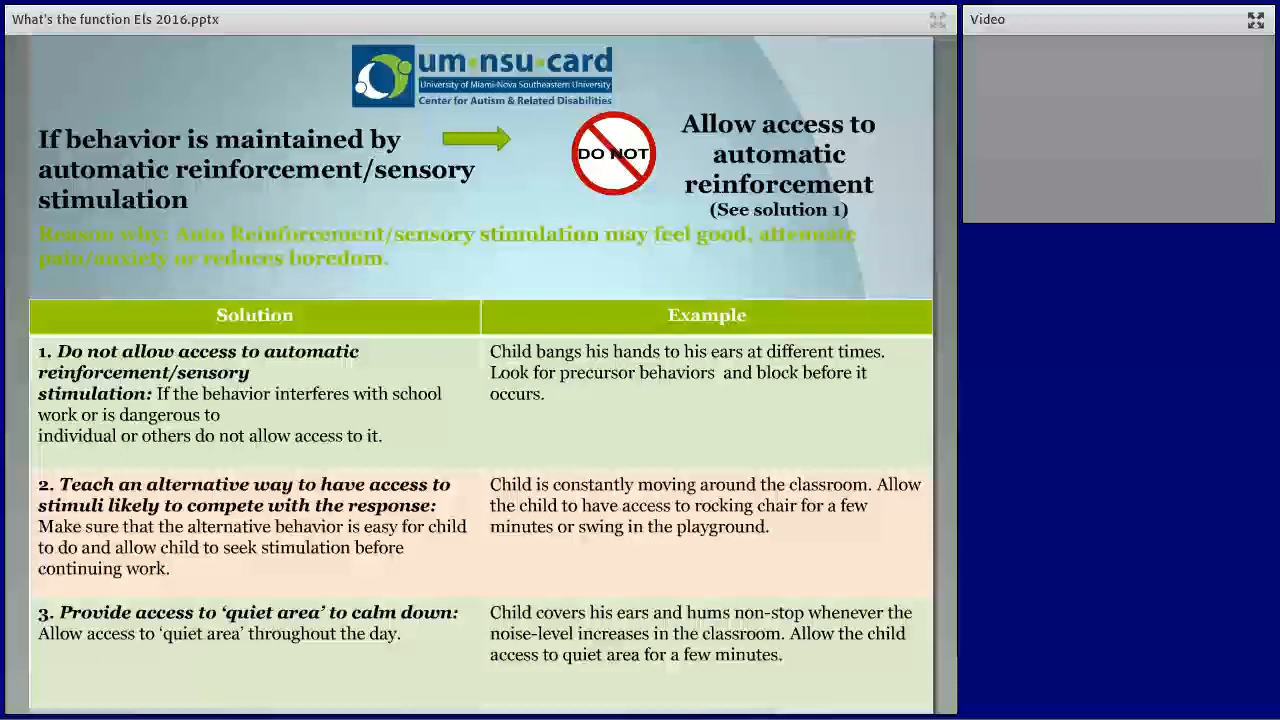 What's the function Els 2016.pptx
Video
um·nsu·card
University of Miami-Nova Southeastern University
Center for Autism & Related Disabilities
If behavior is maintained by
automatic reinforcement/sensory
stimulation
DO NOT
Allow access to
automatic
reinforcement
(See solution 1)
Reason why: Auto Reinforcement/sensory stimulation may feel good, attenuate
pain/anxiety or reduces boredom.
Solution
Example
1. Do not allow access to automatic
reinforcement/sensory
stimulation: If the behavior interferes with school
work or is dangerous to
individual or others do not allow access to it.
Child bangs his hands to his ears at different times.
Look for precursor behaviors and block before it
occurs.
2. Teach an alternative way to have access to
stimuli likely to compete with the response:
Make sure that the alternative behavior is easy for child
to do and allow child to seek stimulation before
continuing work.
Child is constantly moving around the classroom. Allow
the child to have access to rocking chair for a few
minutes or swing in the playground.
3. Provide access to ‘quiet area’ to calm down:
Allow access to ‘quiet area’ throughout the day.
Child covers his ears and hums non-stop whenever the
noise-level increases in the classroom. Allow the child
access to quiet area for a few minutes.